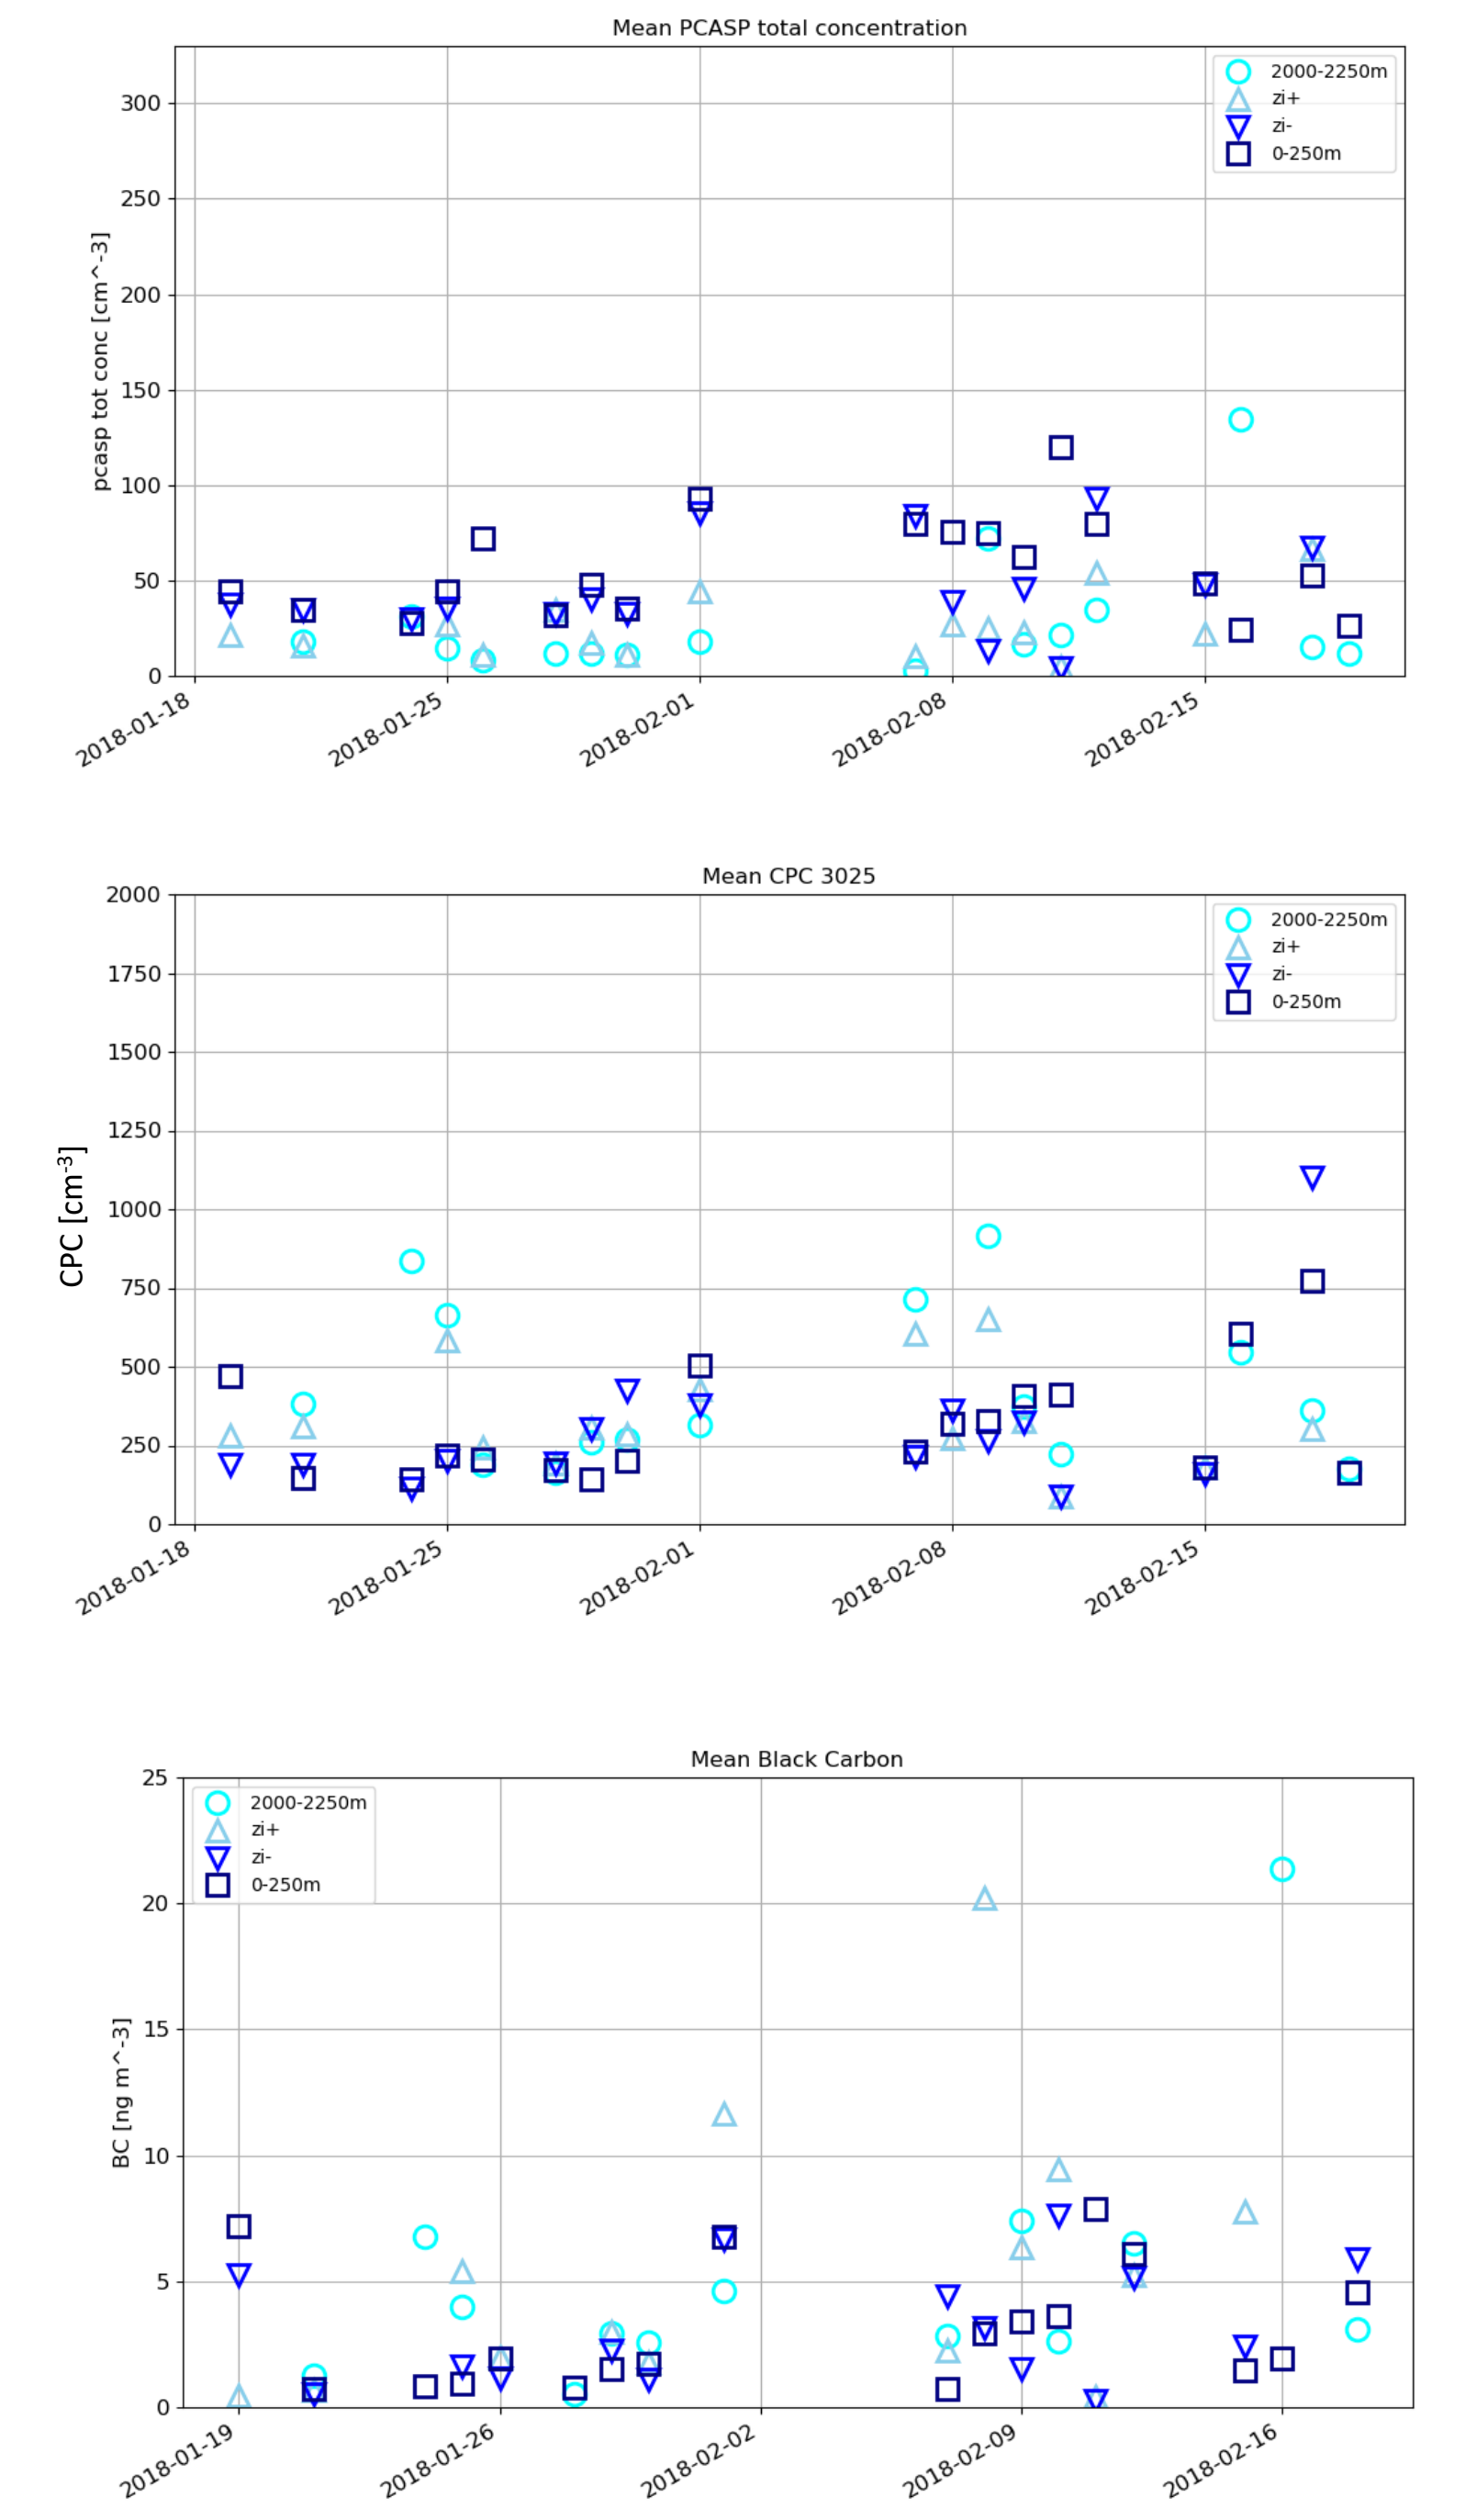 Mean PCASP total concentration
pcasp tot conc [cm^-3]
300
250
200
150
100
50
0
2000-2250m
zi+
zi-
0-250m
2018-01-18
2018-01-25
2018-02-01
2018-02-08
2018-02-15
Mean CPC 3025
CPC [cm-3]
2000
1750
1500
1250
1000
750
500
250
0
2000-2250m
zi+
zi-
0-250m
2018-01-18
2018-01-25
2018-02-01
2018-02-08
2018-02-15
Mean Black Carbon
BC [ng m^-3]
25
20
15
10
5
0
2000-2250m
zi+
zi-
0-250m
2018-01-19
2018-01-26
2018-02-02
2018-02-09
2018-02-16